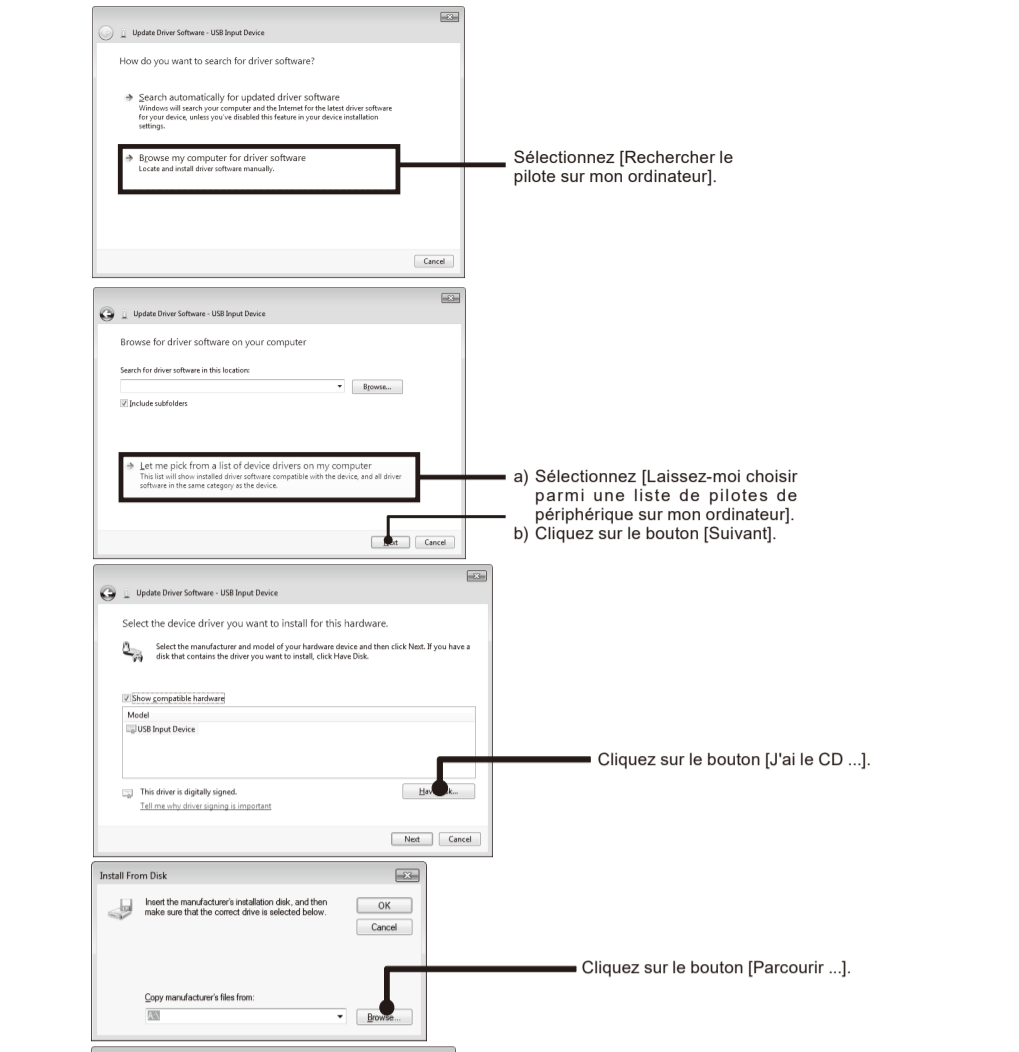 Update Driver Software - USB Input Device
How do you want to search for driver software?
Search automatically for updated driver software
Windows will search your computer and the Internet for the latest driver software
for your device, unless you've disabled this feature in your device installation
settings.
Browse my computer for driver software
Locate and install driver software manually.
Cancel
Sélectionnez [Rechercher le
pilote sur mon ordinateur].
Update Driver Software - USB Input Device
Browse for driver software on your computer
Search for driver software in this location:
Browse...
Include subfolders
Let me pick from a list of device drivers on my computer
This list will show installed driver software compatible with the device, and all driver
software in the same category as the device.
Cancel
a) Sélectionnez [Laissez-moi choisir
parmi une liste de pilotes de
périphérique sur mon ordinateur].
b) Cliquez sur le bouton [Suivant].
Update Driver Software - USB Input Device
Select the device driver you want to install for this hardware.
Select the manufacturer and model of your hardware device and then click Next. If you have a
disk that contains the driver you want to install, click Have Disk.
Show compatible hardware
Model
USB Input Device
This driver is digitally signed.
Tell me why driver signing is important
Next Cancel
Cliquez sur le bouton [J'ai le CD ...].
Install From Disk
Insert the manufacturer's installation disk, and then
make sure that the correct drive is selected below.
OK
Cancel
Copy manufacturer's files from:
A:\
Browse...
Cliquez sur le bouton [Parcourir ...].